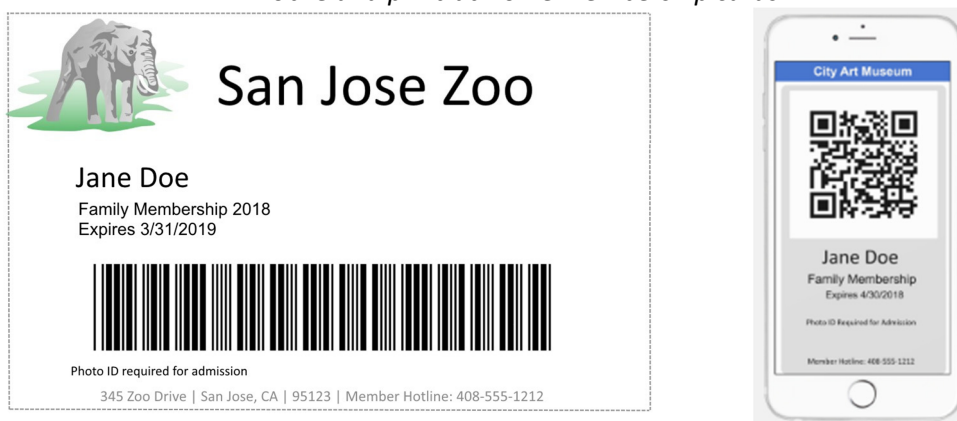 San Jose Zoo
Jane Doe
Family Membership 2018
Expires 3/31/2019
Photo ID required for admission
345 Zoo Drive | San Jose, CA | 95123 | Member Hotline: 408-555-1212
City Art Museum
Jane Doe
Family Membership
Expires 4/30/2018
Photo ID Required for Admission
Member Hotline: 408-555-1212